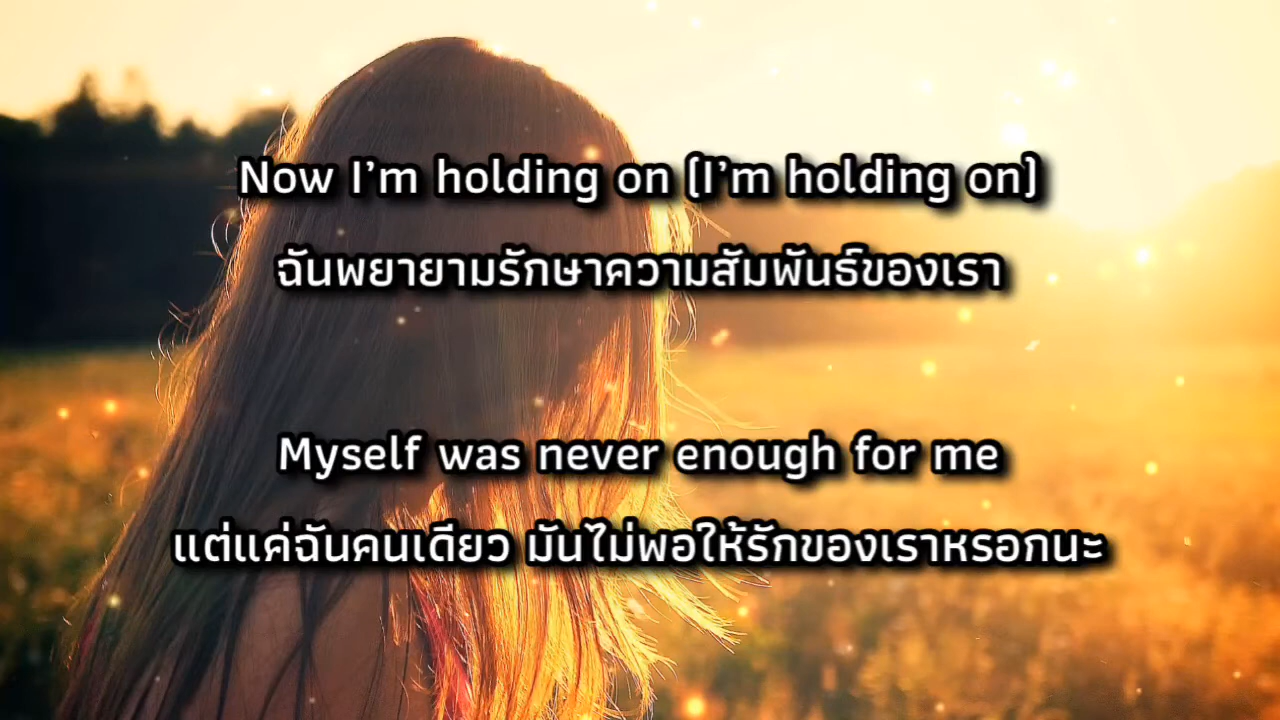 Now I’m holding on (I’m holding on)
ฉันพยายามรักษาความสัมพันธ์ของเรา
Myself was never enough for me
แต่แค่ฉันคนเดียว มันไม่พอให้รักของเราหรอกนะ